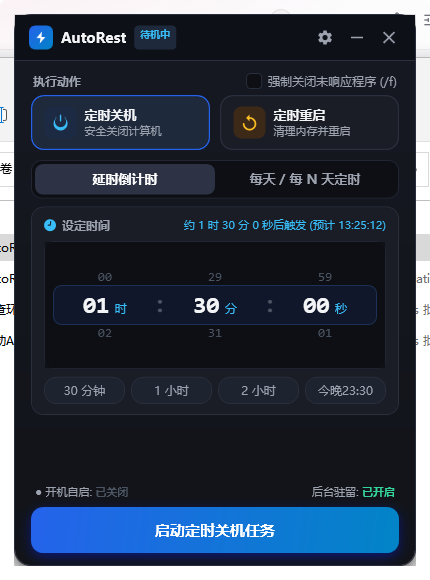 AutoRest 待机中
执行动作 强制关闭未响应程序 (/f)
定时关机 定时重启
安全关闭计算机 清理内存并重启
延时倒计时 每天 / 每 N 天定时
设定时间 约 1 时 30 分 0 秒后触发 (预计 13:25:12)
00 29 59
01 时 : 30 分 : 00 秒
02 31 01
30 分钟 1 小时 2 小时 今晚23:30
开机自启: 已关闭 后台驻留: 已开启
启动定时关机任务